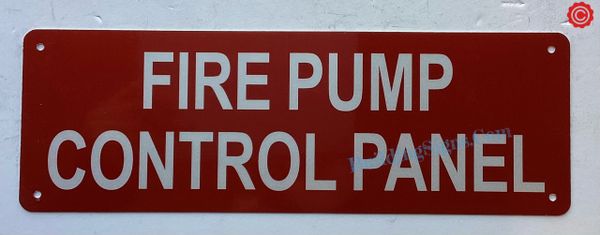 FIRE PUMP
CONTROL PANEL